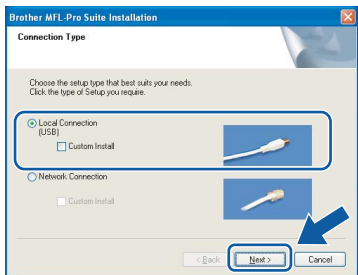 Brother MFL-Pro Suite Installation
Connection Type
Choose the setup type that best suits your needs.
Click the type of Setup you require.
Local Connection
(USB)
Custom Install
Network Connection
Custom Install
< Back
Next >
Cancel